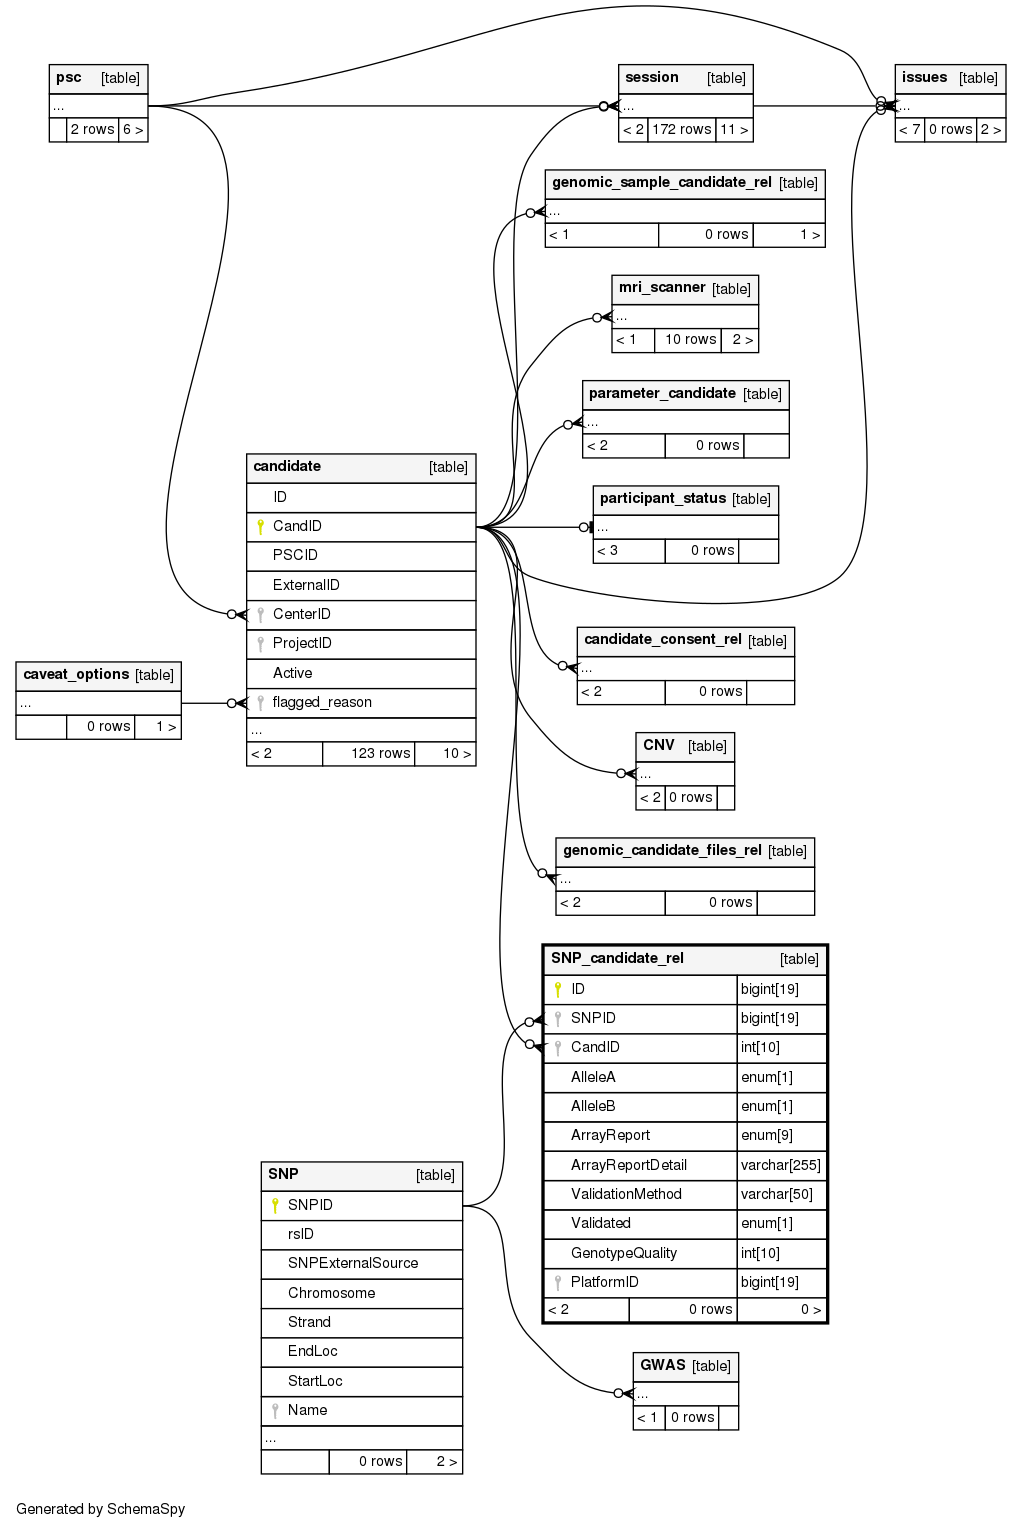 psc [table]
...
2 rows 6 >
session [table]
...
< 2 172 rows 11 >
issues [table]
...
< 7 0 rows 2 >
genomic_sample_candidate_rel [table]
...
< 1 0 rows 1 >
mri_scanner [table]
...
< 1 10 rows 2 >
parameter_candidate [table]
...
< 2 0 rows
candidate [table]
ID
CandID
PSCID
ExternalID
CenterID
ProjectID
Active
flagged_reason
...
< 2 123 rows 10 >
participant_status [table]
...
< 3 0 rows
caveat_options [table]
...
0 rows 1 >
candidate_consent_rel [table]
...
< 2 0 rows
CNV [table]
...
< 2 0 rows
genomic_candidate_files_rel [table]
...
< 2 0 rows
SNP_candidate_rel [table]
ID bigint[19]
SNPID bigint[19]
CandID int[10]
AlleleA enum[1]
AlleleB enum[1]
ArrayReport enum[9]
ArrayReportDetail varchar[255]
ValidationMethod varchar[50]
Validated enum[1]
GenotypeQuality int[10]
PlatformID bigint[19]
< 2 0 rows 0 >
SNP [table]
SNPID
rsID
SNPExternalSource
Chromosome
Strand
EndLoc
StartLoc
Name
...
0 rows 2 >
GWAS [table]
...
< 1 0 rows
Generated by SchemaSpy